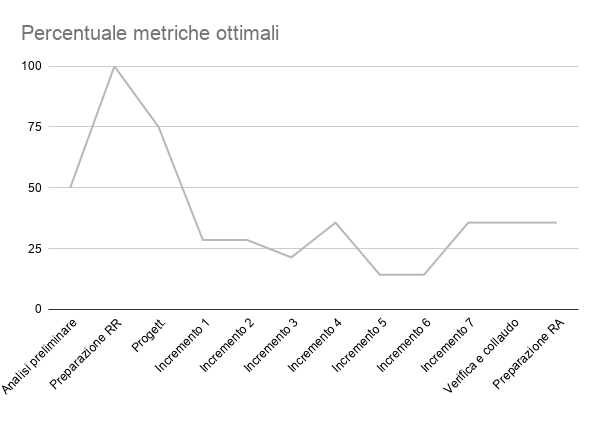 Percentuale metriche ottimali
100
75
50
25
0
Analisi preliminare
Preparazione RR
Progett.
Incremento 1
Incremento 2
Incremento 3
Incremento 4
Incremento 5
Incremento 6
Incremento 7
Verifica e collaudo
Preparazione RA